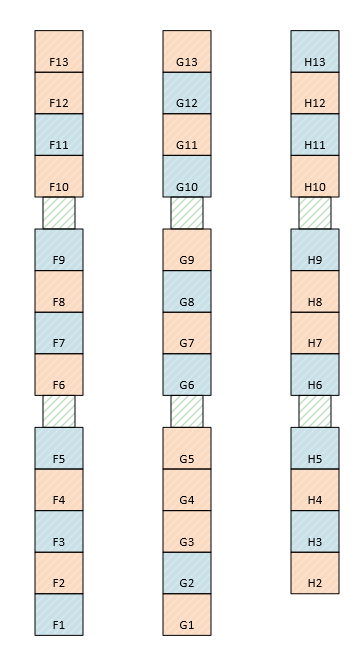 F13 G13 H13
F12 G12 H12
F11 G11 H11
F10 G10 H10
F9 G9 H9
F8 G8 H8
F7 G7 H7
F6 G6 H6
F5 G5 H5
F4 G4 H4
F3 G3 H3
F2 G2 H2
F1 G1